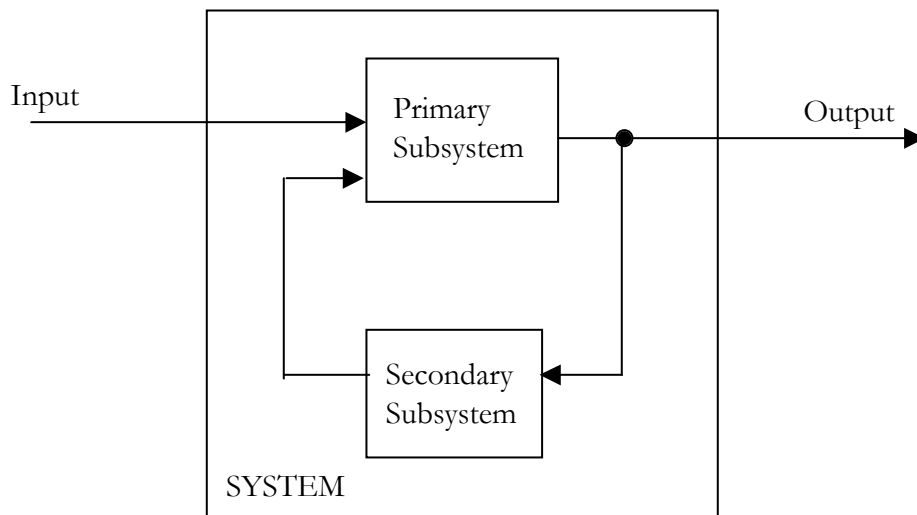 Input
Primary
Subsystem
Output
Secondary
Subsystem
SYSTEM